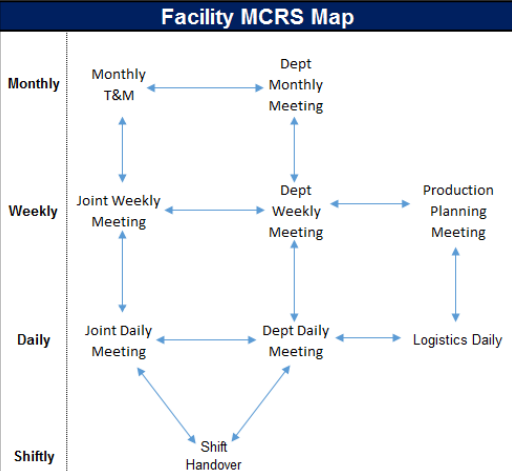 Facility MCRS Map
Monthly
Monthly
T&M
Dept
Monthly
Meeting
Weekly
Joint Weekly
Meeting
Dept
Weekly
Meeting
Production
Planning
Meeting
Daily
Joint Daily
Meeting
Dept Daily
Meeting
Logistics Daily
Shiftly
Shift
Handover